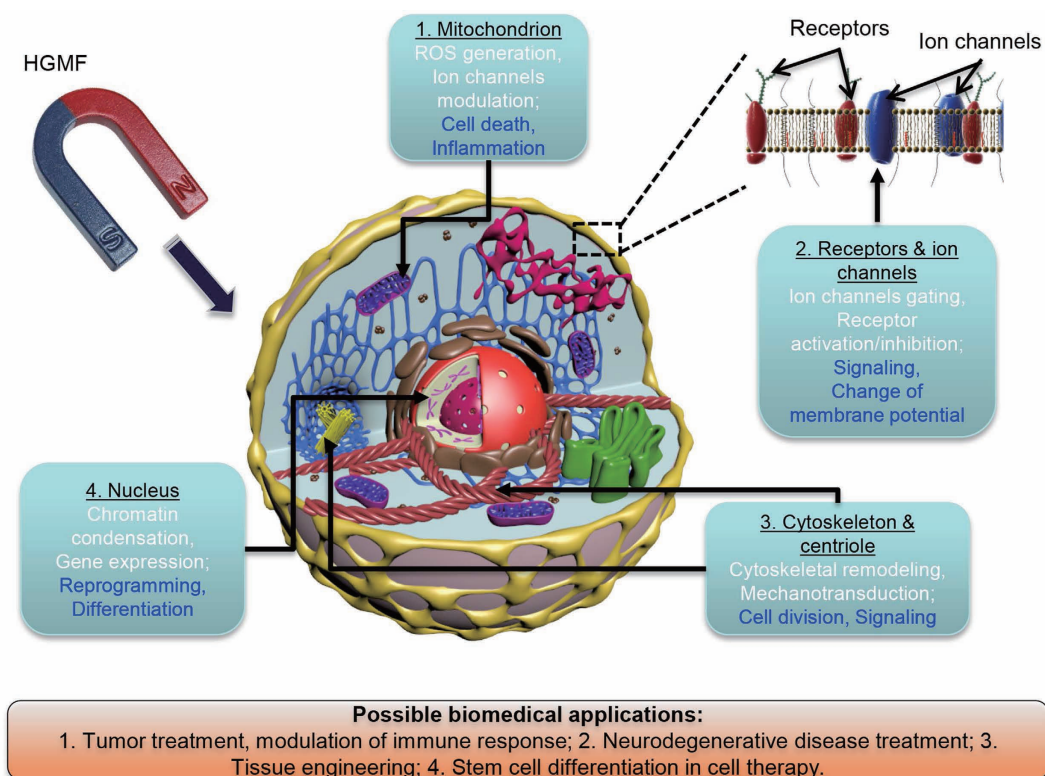 HGMF
N
S
1. Mitochondrion
ROS generation,
Ion channels
modulation;
Cell death,
Inflammation
Receptors
Ion channels
2. Receptors & ion
channels
Ion channels gating,
Receptor
activation/inhibition;
Signaling,
Change of
membrane potential
4. Nucleus
Chromatin
condensation,
Gene expression;
Reprogramming,
Differentiation
3. Cytoskeleton &
centriole
Cytoskeletal remodeling,
Mechanotransduction;
Cell division, Signaling
Possible biomedical applications:
1. Tumor treatment, modulation of immune response; 2. Neurodegenerative disease treatment; 3.
Tissue engineering; 4. Stem cell differentiation in cell therapy.